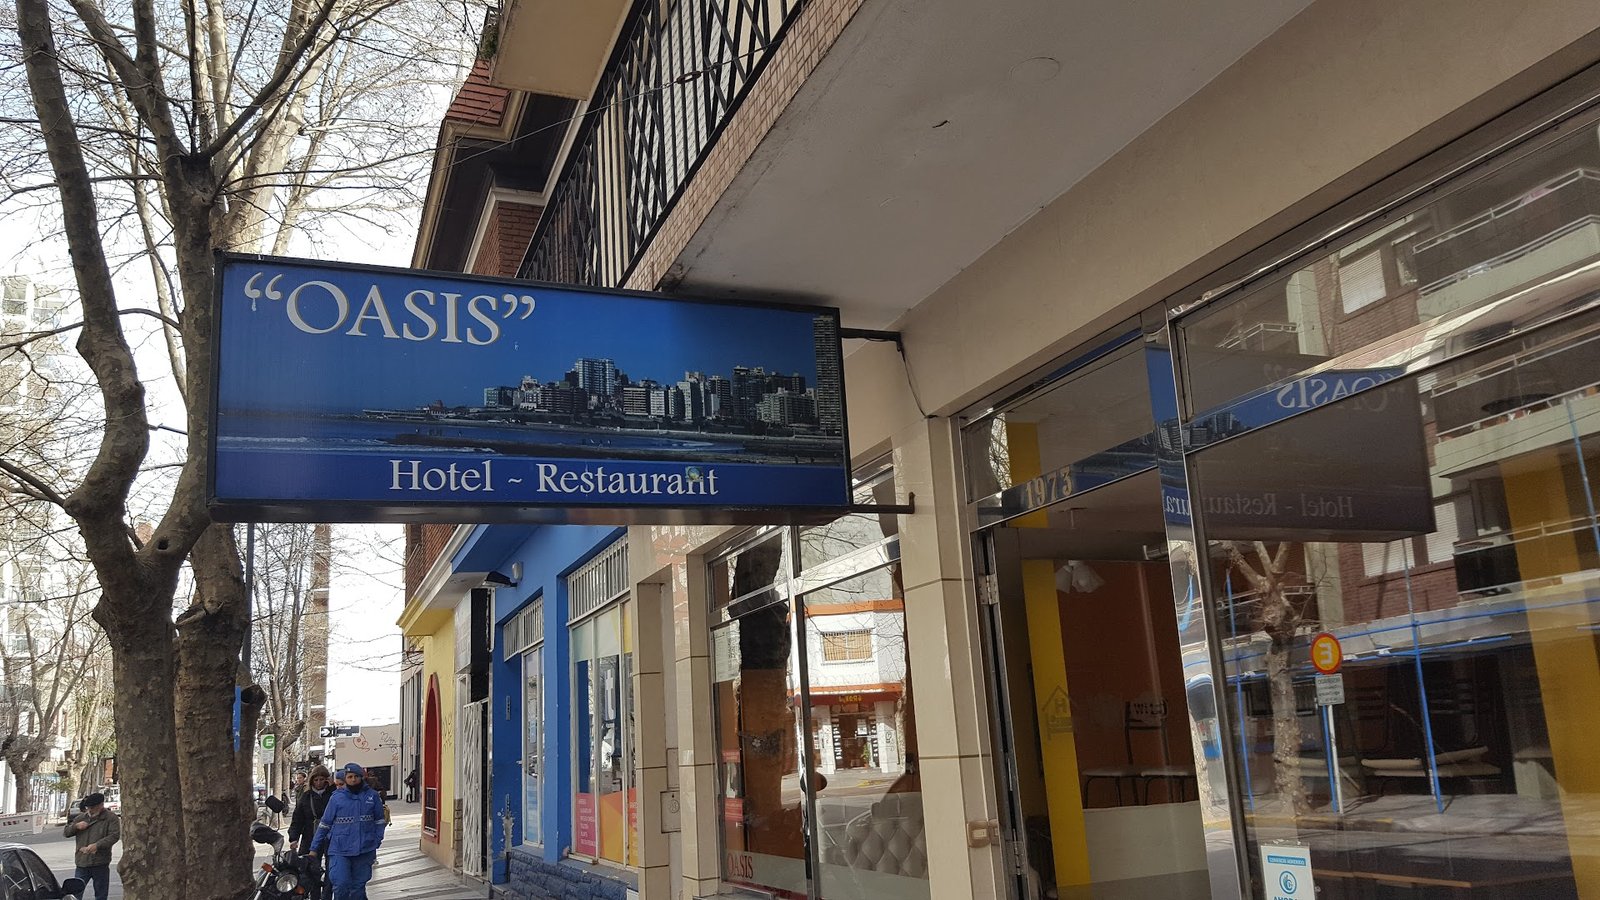 “OASIS”
Hotel ~ Restaurant
1973
OASIS
E